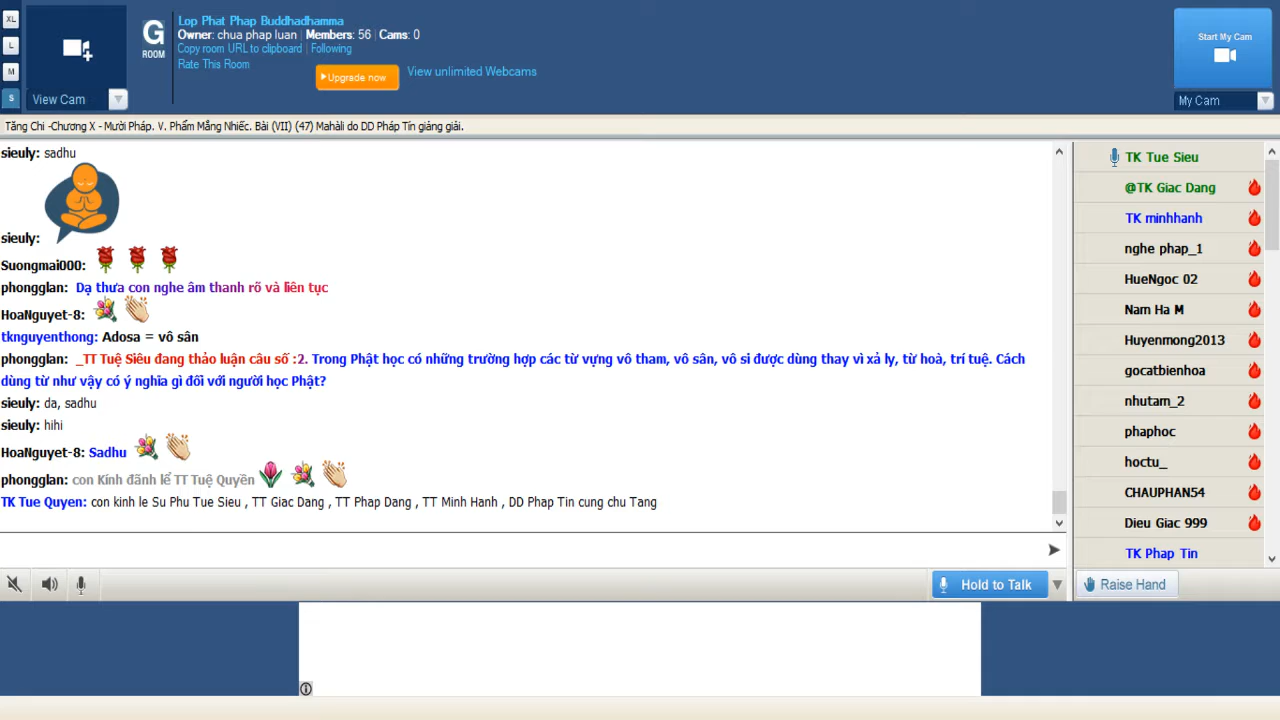 XL
L
M
S
View Cam
G
ROOM
Lop Phat Phap Buddhadhamma
Owner: chua phap luan | Members: 56 | Cams: 0
Copy room URL to clipboard | Following
Rate This Room
Upgrade now
View unlimited Webcams
Start My Cam
My Cam
Tăng Chi -Chương X - Mười Pháp. V. Phẩm Mắng Nhiếc. Bài (VII) (47) Mahàli do DD Pháp Tín giảng giải.
sieuly: sadhu
sieuly:
Suongmai000:
phongglan: Dạ thưa con nghe âm thanh rõ và liên tục
HoaNguyet-8:
tknguyenthong: Adosa = vô sân
phongglan: _TT Tuệ Siêu đang thảo luận câu số :2. Trong Phật học có những trường hợp các từ vựng vô tham, vô sân, vô si được dùng thay vì xả ly, từ hoà, trí tuệ. Cách
dùng từ như vậy có ý nghĩa gì đối với người học Phật?
sieuly: da, sadhu
sieuly: hihi
HoaNguyet-8: Sadhu
phongglan: con Kính đãnh lể TT Tuệ Quyền
TK Tue Quyen: con kinh le Su Phu Tue Sieu , TT Giac Dang , TT Phap Dang , TT Minh Hanh , DD Phap Tin cung chu Tang
TK Tue Sieu
@TK Giac Dang
TK minhhanh
nghe phap_1
HueNgoc 02
Nam Ha M
Huyenmong2013
gocatbienhoa
nhutam_2
phaphoc
hoctu_
CHAUPHAN54
Dieu Giac 999
TK Phap Tin
Hold to Talk
Raise Hand